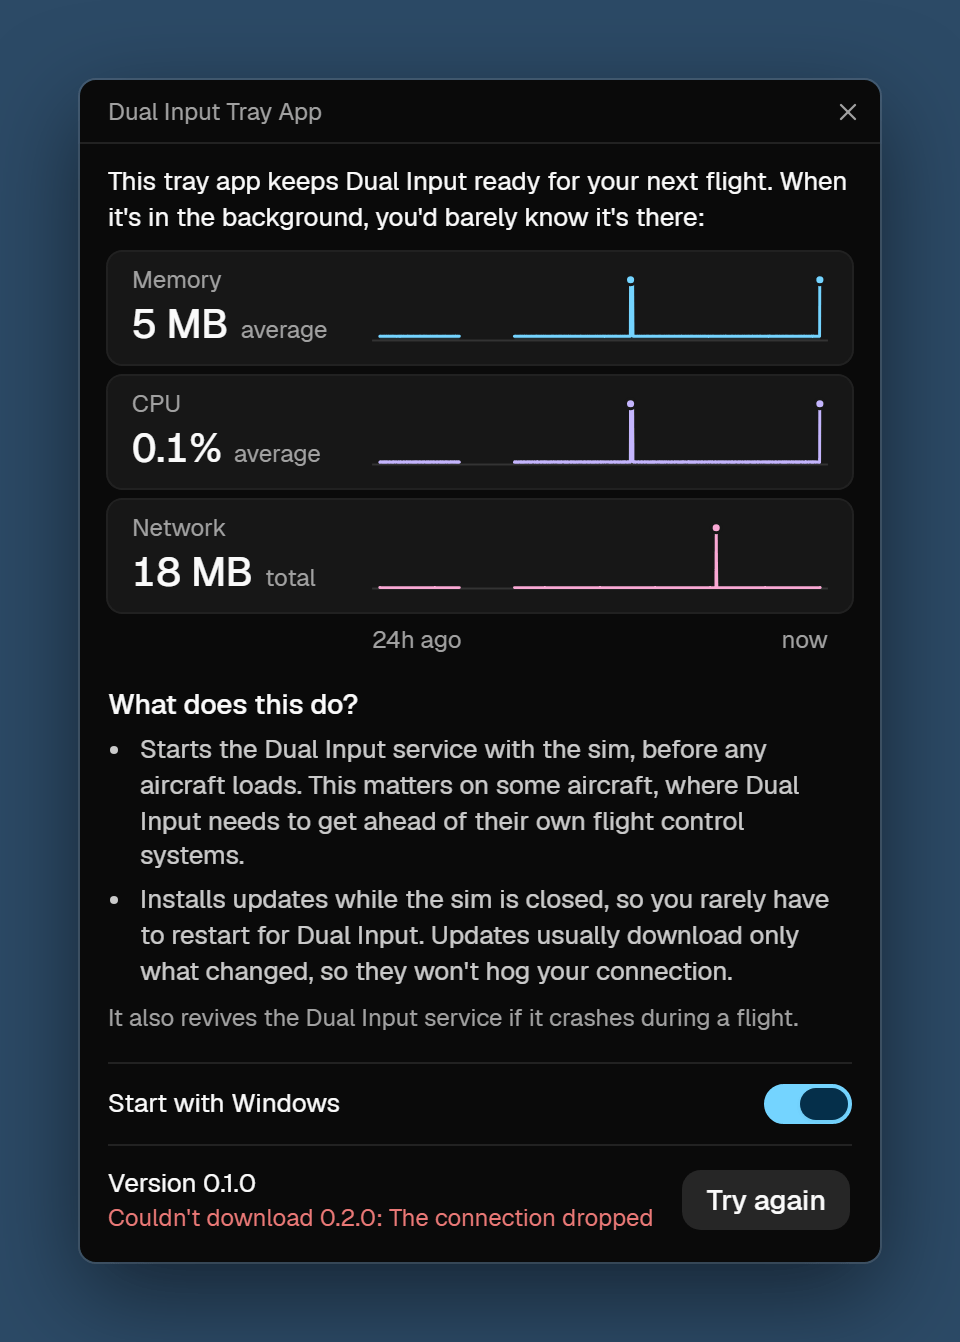 Dual Input Tray App
This tray app keeps Dual Input ready for your next flight. When
it's in the background, you'd barely know it's there:
Memory
5 MB average
CPU
0.1% average
Network
18 MB total
24h ago now
What does this do?
• Starts the Dual Input service with the sim, before any
aircraft loads. This matters on some aircraft, where Dual
Input needs to get ahead of their own flight control
systems.
• Installs updates while the sim is closed, so you rarely have
to restart for Dual Input. Updates usually download only
what changed, so they won't hog your connection.
It also revives the Dual Input service if it crashes during a flight.
Start with Windows
Version 0.1.0
Couldn't download 0.2.0: The connection dropped
Try again